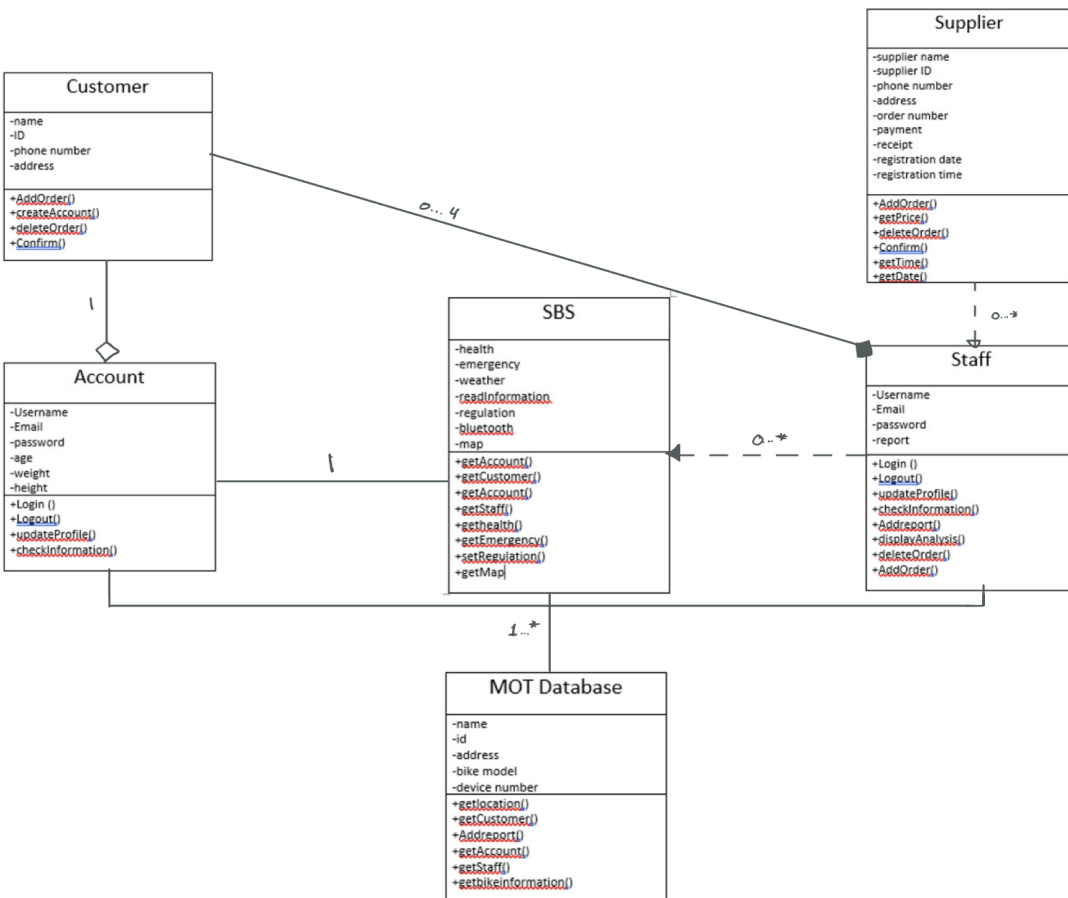 Supplier
-supplier name
-supplier ID
-phone number
-address
-order number
-payment
-receipt
-registration date
-registration time
+AddOrder()
+getPrice()
+deleteOrder()
+Confirm()
+getTime()
+getDate()
Customer
-name
-ID
-phone number
-address
+AddOrder()
+createAccount()
+deleteOrder()
+Confirm()
0...4
1
0...*
SBS
-health
-emergency
-weather
-readInformation
-regulation
-bluetooth
-map
+getAccount()
+getCustomer()
+getAccount()
+getStaff()
+gethealth()
+getEmergency()
+setRegulation()
+getMap
Account
-Username
-Email
-password
-age
-weight
-height
+Login ()
+Logout()
+updateProfile()
+checkInformation()
1
0...*
Staff
-Username
-Email
-password
-report
+Login ()
+Logout()
+updateProfile()
+checkInformation()
+Addreport()
+displayAnalysis()
+deleteOrder()
+AddOrder()
1...*
MOT Database
-name
-id
-address
-bike model
-device number
+getlocation()
+getCustomer()
+Addreport()
+getAccount()
+getStaff()
+getbikeinformation()